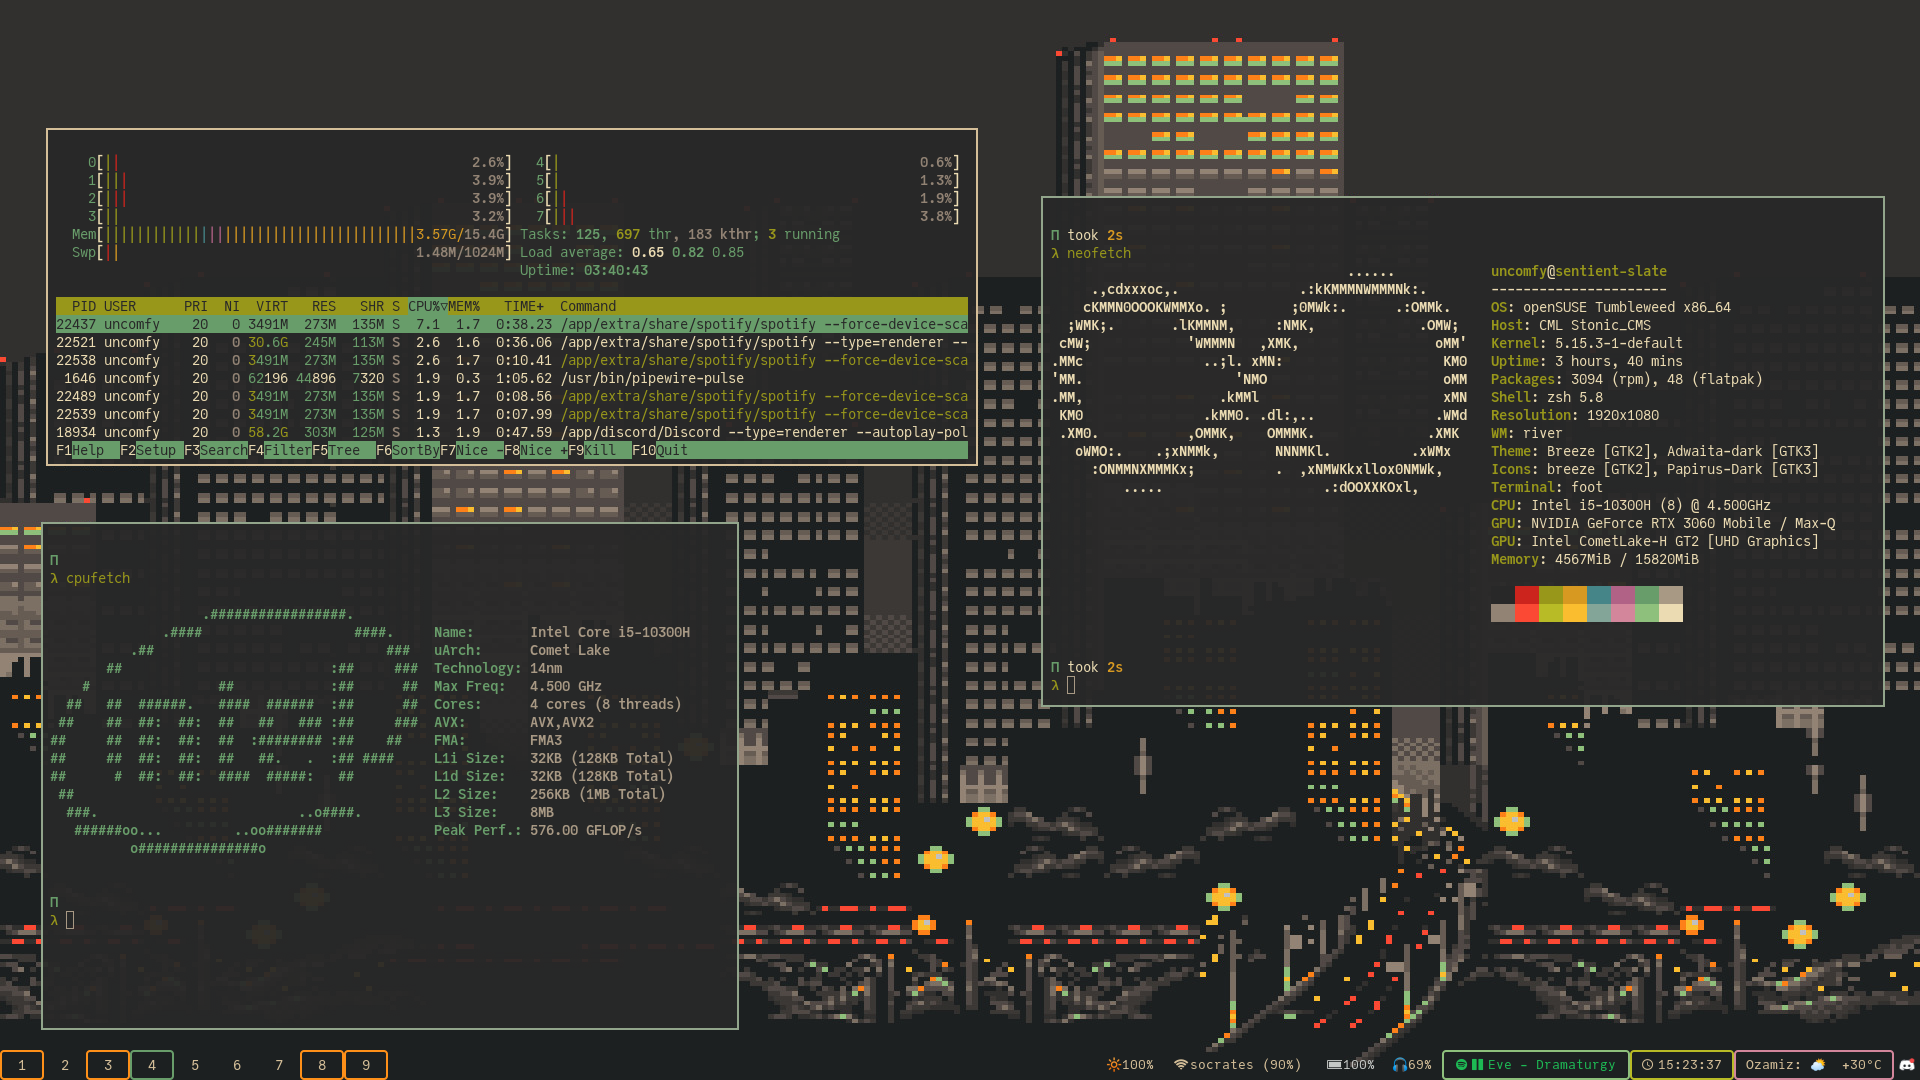 0[|| 2.6%] 4[| 0.6%]
1[||| 3.9%] 5[| 1.3%]
2[||| 3.9%] 6[|| 1.9%]
3[|| 3.2%] 7[||| 3.8%]
Mem[|||||||||||||||||||||||||||||||||||||||3.57G/15.4G] Tasks: 125, 697 thr, 183 kthr; 3 running
Swp[|| 1.48M/1024M] Load average: 0.65 0.82 0.85
Uptime: 03:40:43
PID USER PRI NI VIRT RES SHR S CPU%▽MEM% TIME+ Command
22437 uncomfy 20 0 3491M 273M 135M S 7.1 1.7 0:38.23 /app/extra/share/spotify/spotify --force-device-sca
22521 uncomfy 20 0 30.6G 245M 113M S 2.6 1.6 0:36.06 /app/extra/share/spotify/spotify --type=renderer --
22538 uncomfy 20 0 3491M 273M 135M S 2.6 1.7 0:10.41 /app/extra/share/spotify/spotify --force-device-sca
1646 uncomfy 20 0 62196 44896 7320 S 1.9 0.3 1:05.62 /usr/bin/pipewire-pulse
22489 uncomfy 20 0 3491M 273M 135M S 1.9 1.7 0:08.56 /app/extra/share/spotify/spotify --force-device-sca
22539 uncomfy 20 0 3491M 273M 135M S 1.9 1.7 0:07.99 /app/extra/share/spotify/spotify --force-device-sca
18934 uncomfy 20 0 58.2G 303M 125M S 1.3 1.9 0:47.59 /app/discord/Discord --type=renderer --autoplay-pol
F1Help F2Setup F3SearchF4FilterF5Tree F6SortByF7Nice -F8Nice +F9Kill F10Quit
⊓ took 2s
λ neofetch
uncomfy@sentient-slate
----------------------
OS: openSUSE Tumbleweed x86_64
Host: CML Stonic_CMS
Kernel: 5.15.3-1-default
Uptime: 3 hours, 40 mins
Packages: 3094 (rpm), 48 (flatpak)
Shell: zsh 5.8
Resolution: 1920x1080
WM: river
Theme: Breeze [GTK2], Adwaita-dark [GTK3]
Icons: breeze [GTK2], Papirus-dark [GTK3]
Terminal: foot
CPU: Intel i5-10300H (8) @ 4.500GHz
GPU: NVIDIA GeForce RTX 3060 Mobile / Max-Q
GPU: Intel CometLake-H GT2 [UHD Graphics]
Memory: 4567MiB / 15820MiB
⊓ took 2s
λ
⊓
λ cpufetch
Name: Intel Core i5-10300H
uArch: Comet Lake
Technology: 14nm
Max Freq: 4.500 GHz
Cores: 4 cores (8 threads)
AVX: AVX,AVX2
FMA: FMA3
L1i Size: 32KB (128KB Total)
L1d Size: 32KB (128KB Total)
L2 Size: 256KB (1MB Total)
L3 Size: 8MB
Peak Perf.: 576.00 GFLOP/s
⊓
λ
1 2 3 4 5 6 7 8 9 100% socrates (90%) 100% 69% Eve - Dramaturgy 15:23:37 Ozamiz: +30°C